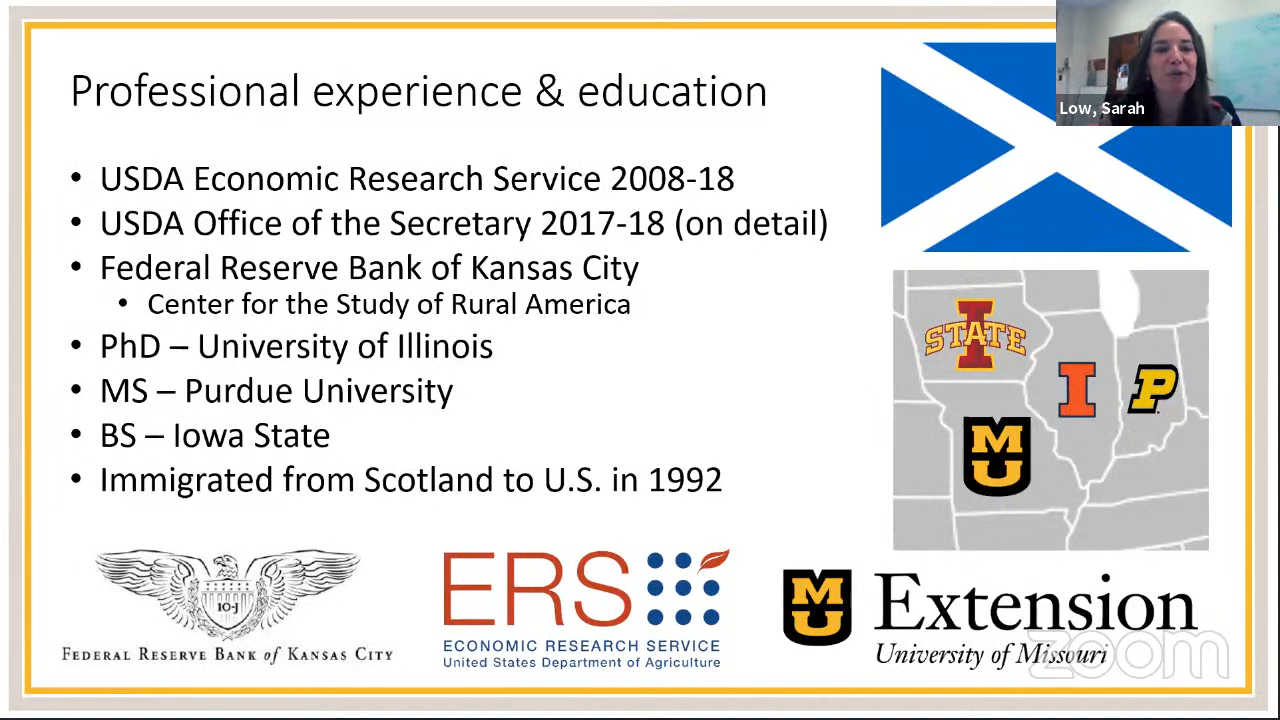 Professional experience & education
Low, Sarah
• USDA Economic Research Service 2008-18
• USDA Office of the Secretary 2017-18 (on detail)
• Federal Reserve Bank of Kansas City
• Center for the Study of Rural America
• PhD – University of Illinois
• MS – Purdue University
• BS – Iowa State
• Immigrated from Scotland to U.S. in 1992
I
STATE
I
P
MU
10-J
FEDERAL RESERVE BANK of KANSAS CITY
ERS
ECONOMIC RESEARCH SERVICE
United States Department of Agriculture
MU
Extension
University of Missouri
zoom